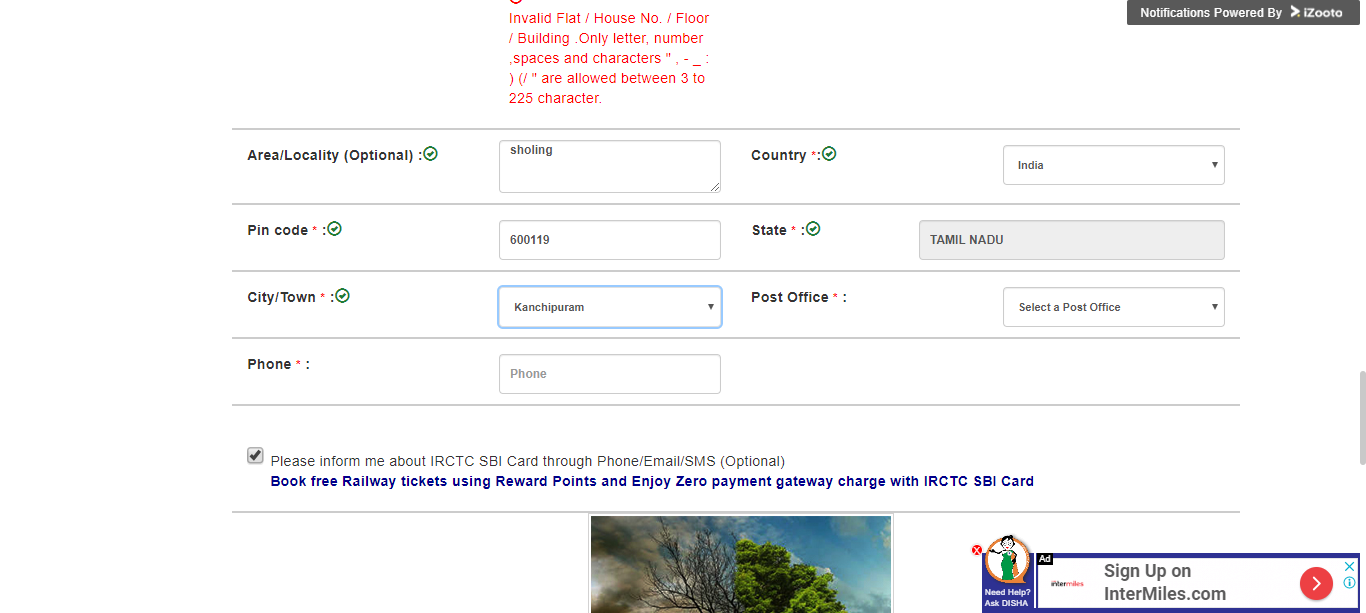 Notifications Powered By iZooto
Invalid Flat / House No. / Floor
/ Building .Only letter, number
,spaces and characters " , - _ :
) (/ " are allowed between 3 to
225 character.
Area/Locality (Optional) :
sholing
Country *:
India
Pin code * :
600119
State * :
TAMIL NADU
City/Town * :
Kanchipuram
Post Office * :
Select a Post Office
Phone * :
Phone
Please inform me about IRCTC SBI Card through Phone/Email/SMS (Optional)
Book free Railway tickets using Reward Points and Enjoy Zero payment gateway charge with IRCTC SBI Card
Need Help?
Ask DISHA
Ad
intermiles
Sign Up on
InterMiles.com